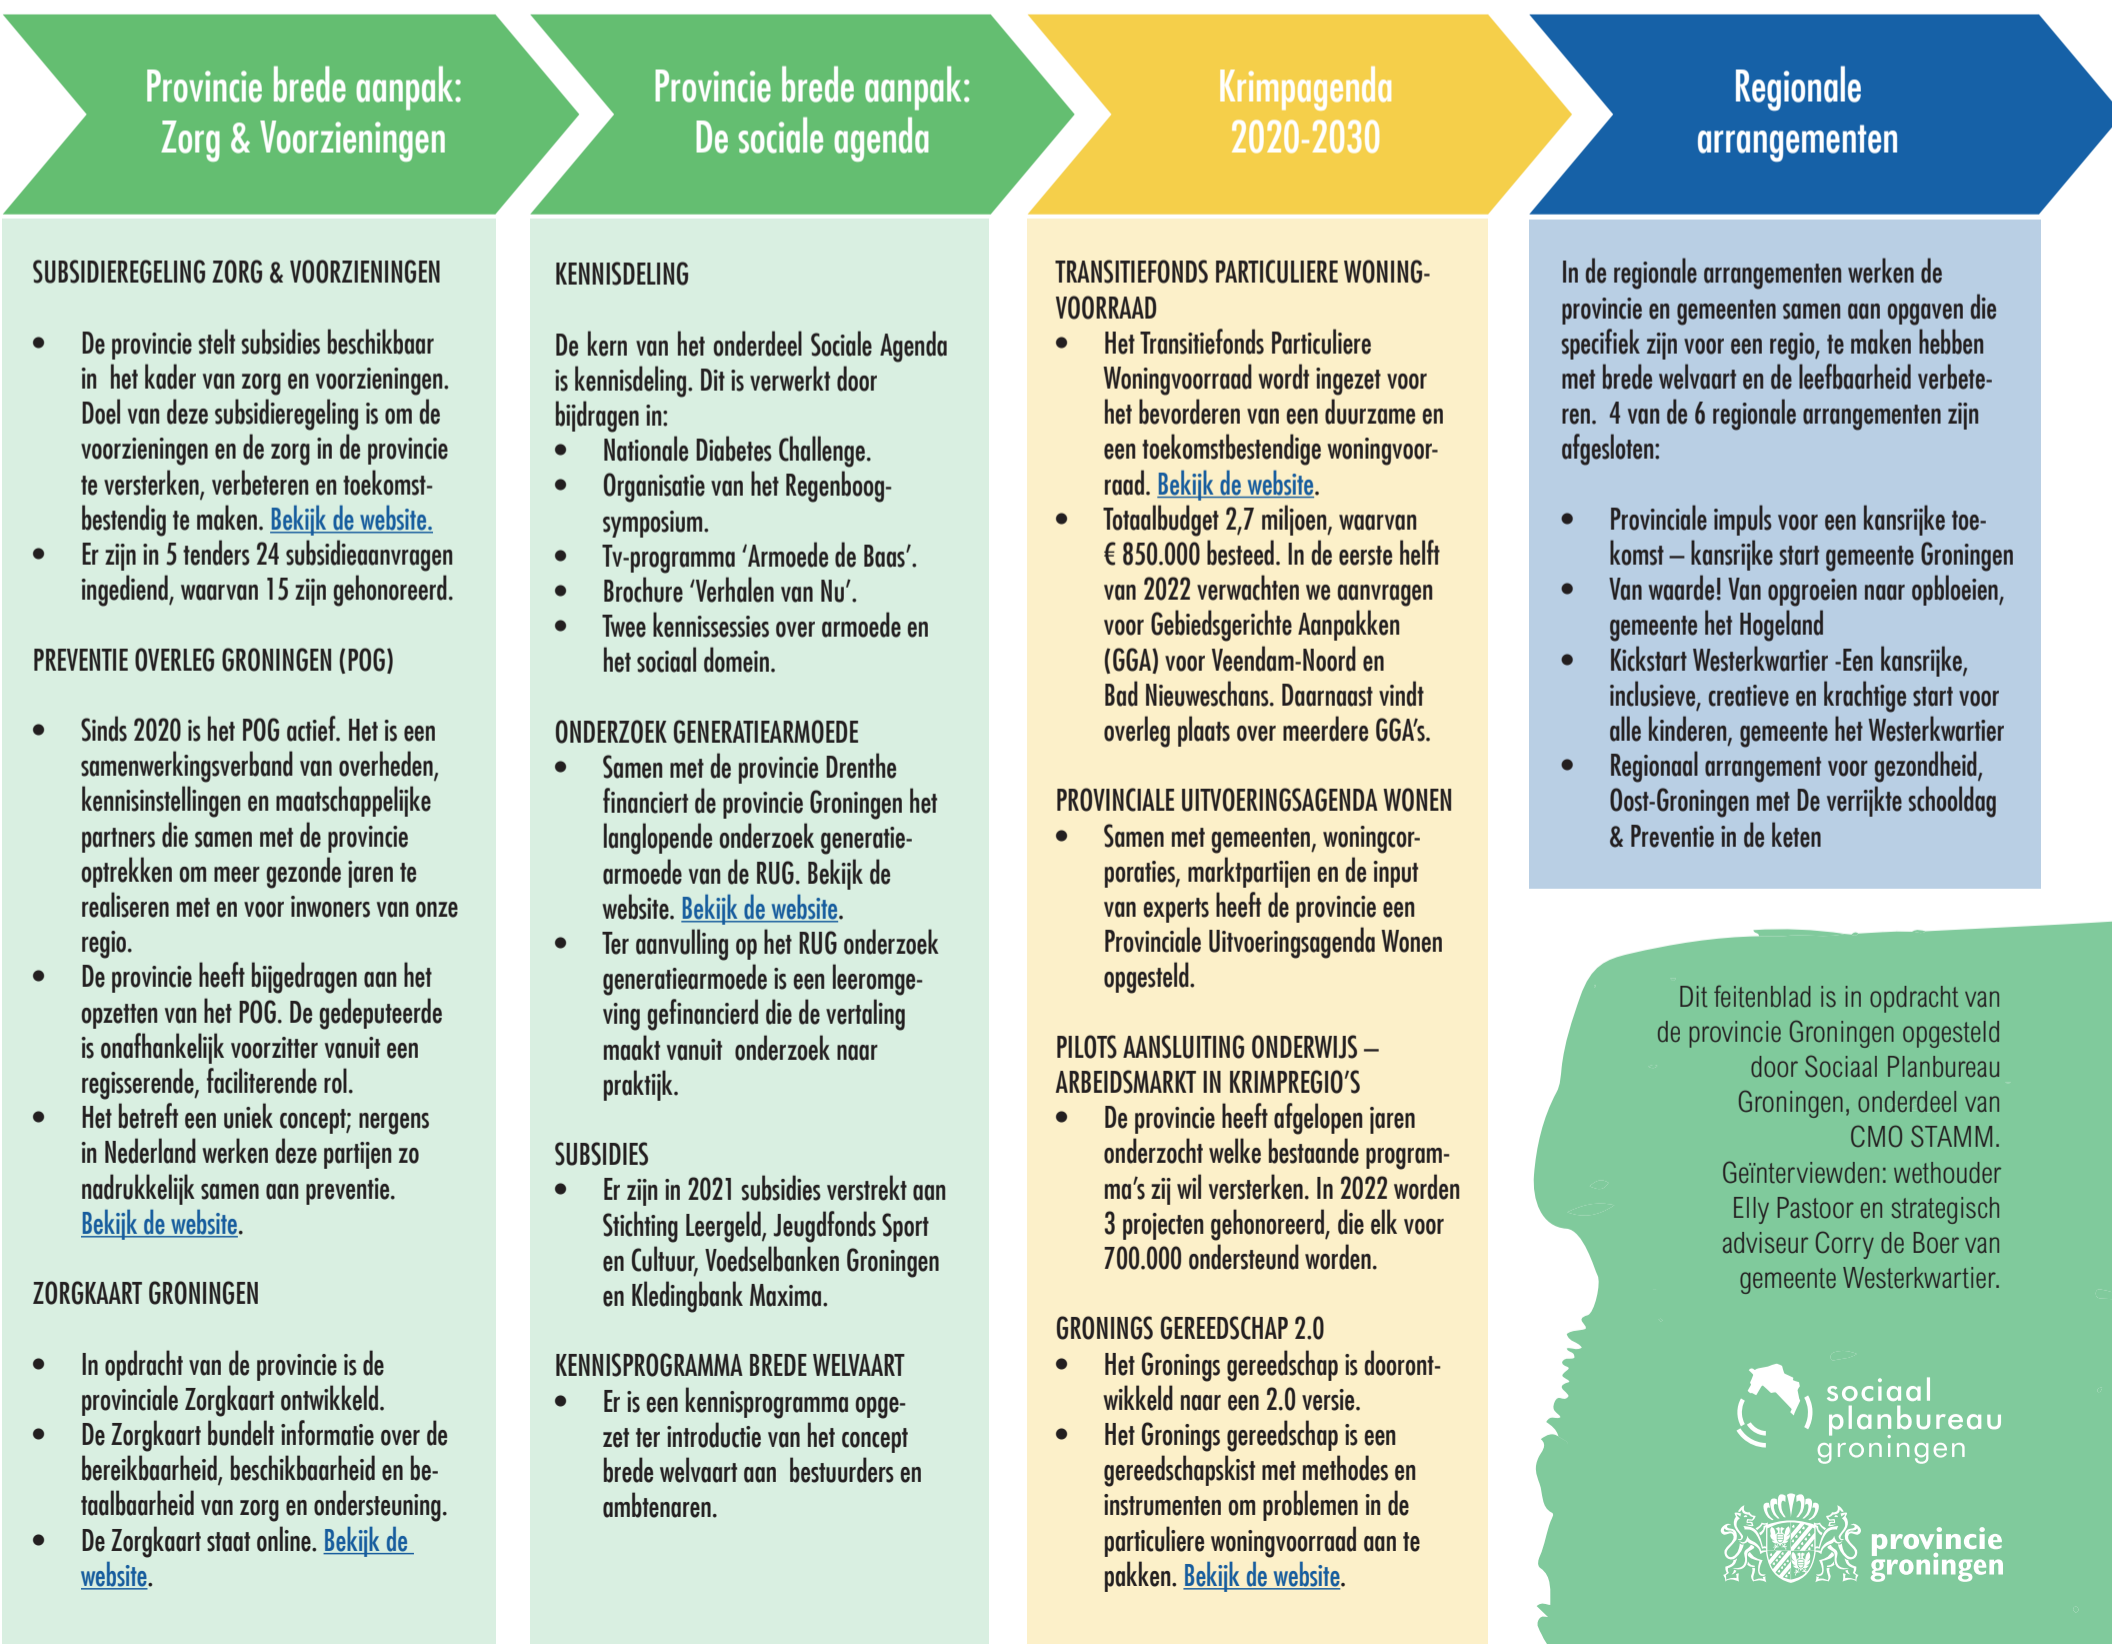 Provincie brede aanpak:
Zorg & Voorzieningen
SUBSIDIEREGELING ZORG & VOORZIENINGEN
• De provincie stelt subsidies beschikbaar
in het kader van zorg en voorzieningen.
Doel van deze subsidieregeling is om de
voorzieningen en de zorg in de provincie
te versterken, verbeteren en toekomst-
bestendig te maken. Bekijk de website.
• Er zijn in 5 tenders 24 subsidieaanvragen
ingediend, waarvan 15 zijn gehonoreerd.
PREVENTIE OVERLEG GRONINGEN (POG)
• Sinds 2020 is het POG actief. Het is een
samenwerkingsverband van overheden,
kennisinstellingen en maatschappelijke
partners die samen met de provincie
optrekken om meer gezonde jaren te
realiseren met en voor inwoners van onze
regio.
• De provincie heeft bijgedragen aan het
opzetten van het POG. De gedeputeerde
is onafhankelijk voorzitter vanuit een
regisserende, faciliterende rol.
• Het betreft een uniek concept; nergens
in Nederland werken deze partijen zo
nadrukkelijk samen aan preventie.
Bekijk de website.
ZORGKAART GRONINGEN
• In opdracht van de provincie is de
provinciale Zorgkaart ontwikkeld.
• De Zorgkaart bundelt informatie over de
bereikbaarheid, beschikbaarheid en be-
taalbaarheid van zorg en ondersteuning.
• De Zorgkaart staat online. Bekijk de
website.
Provincie brede aanpak:
De sociale agenda
KENNISDELING
De kern van het onderdeel Sociale Agenda
is kennisdeling. Dit is verwerkt door
bijdragen in:
• Nationale Diabetes Challenge.
• Organisatie van het Regenboog-
symposium.
• Tv-programma ‘Armoede de Baas’.
• Brochure ‘Verhalen van Nu’.
• Twee kennissessies over armoede en
het sociaal domein.
ONDERZOEK GENERATIEARMOEDE
• Samen met de provincie Drenthe
financiert de provincie Groningen het
langlopende onderzoek generatie-
armoede van de RUG. Bekijk de
website. Bekijk de website.
• Ter aanvulling op het RUG onderzoek
generatiearmoede is een leeromge-
ving gefinancierd die de vertaling
maakt vanuit onderzoek naar
praktijk.
SUBSIDIES
• Er zijn in 2021 subsidies verstrekt aan
Stichting Leergeld, Jeugdfonds Sport
en Cultuur, Voedselbanken Groningen
en Kledingbank Maxima.
KENNISPROGRAMMA BREDE WELVAART
• Er is een kennisprogramma opge-
zet ter introductie van het concept
brede welvaart aan bestuurders en
ambtenaren.
Krimpagenda
2020-2030
TRANSITIEFONDS PARTICULIERE WONING-
VOORRAAD
• Het Transitiefonds Particuliere
Woningvoorraad wordt ingezet voor
het bevorderen van een duurzame en
een toekomstbestendige woningvoor-
raad. Bekijk de website.
• Totaalbudget 2,7 miljoen, waarvan
€ 850.000 besteed. In de eerste helft
van 2022 verwachten we aanvragen
voor Gebiedsgerichte Aanpakken
(GGA) voor Veendam-Noord en
Bad Nieuweschans. Daarnaast vindt
overleg plaats over meerdere GGA’s.
PROVINCIALE UITVOERINGSAGENDA WONEN
• Samen met gemeenten, woningcor-
poraties, marktpartijen en de input
van experts heeft de provincie een
Provinciale Uitvoeringsagenda Wonen
opgesteld.
PILOTS AANSLUITING ONDERWIJS –
ARBEIDSMARKT IN KRIMPREGIO’S
• De provincie heeft afgelopen jaren
onderzocht welke bestaande program-
ma’s zij wil versterken. In 2022 worden
3 projecten gehonoreerd, die elk voor
700.000 ondersteund worden.
GRONINGS GEREEDSCHAP 2.0
• Het Gronings gereedschap is dooront-
wikkeld naar een 2.0 versie.
• Het Gronings gereedschap is een
gereedschapskist met methodes en
instrumenten om problemen in de
particuliere woningvoorraad aan te
pakken. Bekijk de website.
Regionale
arrangementen
In de regionale arrangementen werken de
provincie en gemeenten samen aan opgaven die
specifiek zijn voor een regio, te maken hebben
met brede welvaart en de leefbaarheid verbete-
ren. 4 van de 6 regionale arrangementen zijn
afgesloten:
• Provinciale impuls voor een kansrijke toe-
komst – kansrijke start gemeente Groningen
• Van waarde! Van opgroeien naar opbloeien,
gemeente het Hogeland
• Kickstart Westerkwartier -Een kansrijke,
inclusieve, creatieve en krachtige start voor
alle kinderen, gemeente het Westerkwartier
• Regionaal arrangement voor gezondheid,
Oost-Groningen met De verrijkte schooldag
& Preventie in de keten
Dit feitenblad is in opdracht van
de provincie Groningen opgesteld
door Sociaal Planbureau
Groningen, onderdeel van
CMO STAMM.
Geïnterviewden: wethouder
Elly Pastoor en strategisch
adviseur Corry de Boer van
gemeente Westerkwartier.
sociaal
planbureau
groningen
provincie
groningen